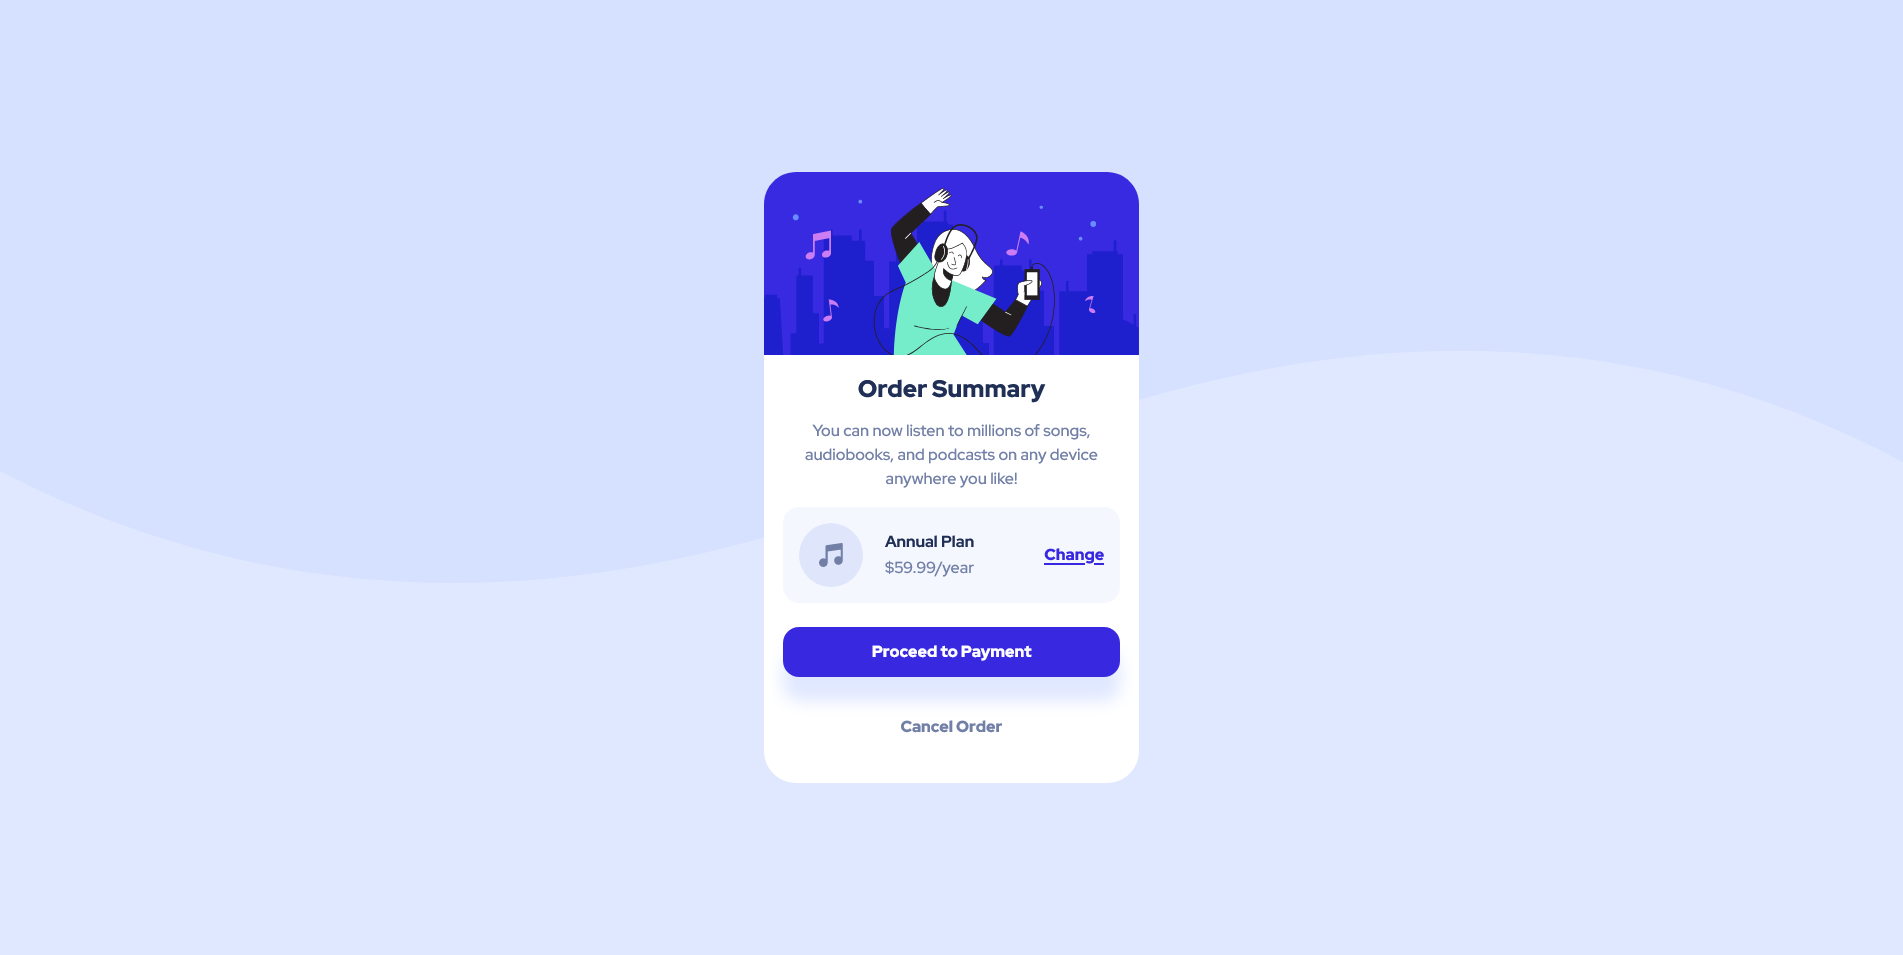 Order Summary
You can now listen to millions of songs,
audiobooks, and podcasts on any device
anywhere you like!
Annual Plan
$59.99/year
Change
Proceed to Payment
Cancel Order